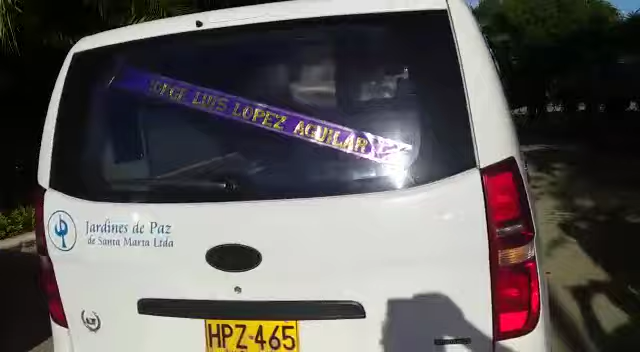 JORGE LUIS LOPEZ AGUILAR
Jardines de Paz
de Santa Marta Ltda
HPZ-465